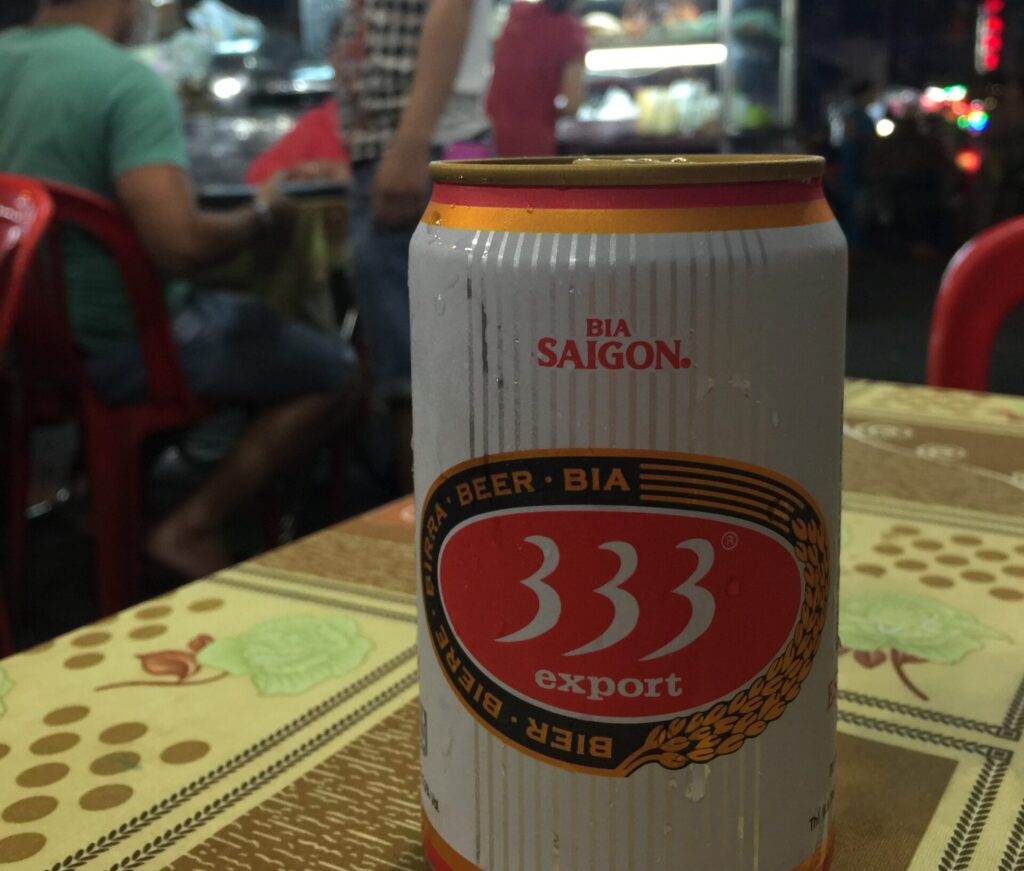 BIA
SAIGON®
BIER · BIERE · BIRRA · BEER · BIA
333®
export